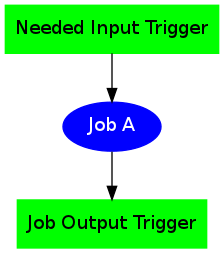 Needed Input Trigger
Job A
Job Output Trigger